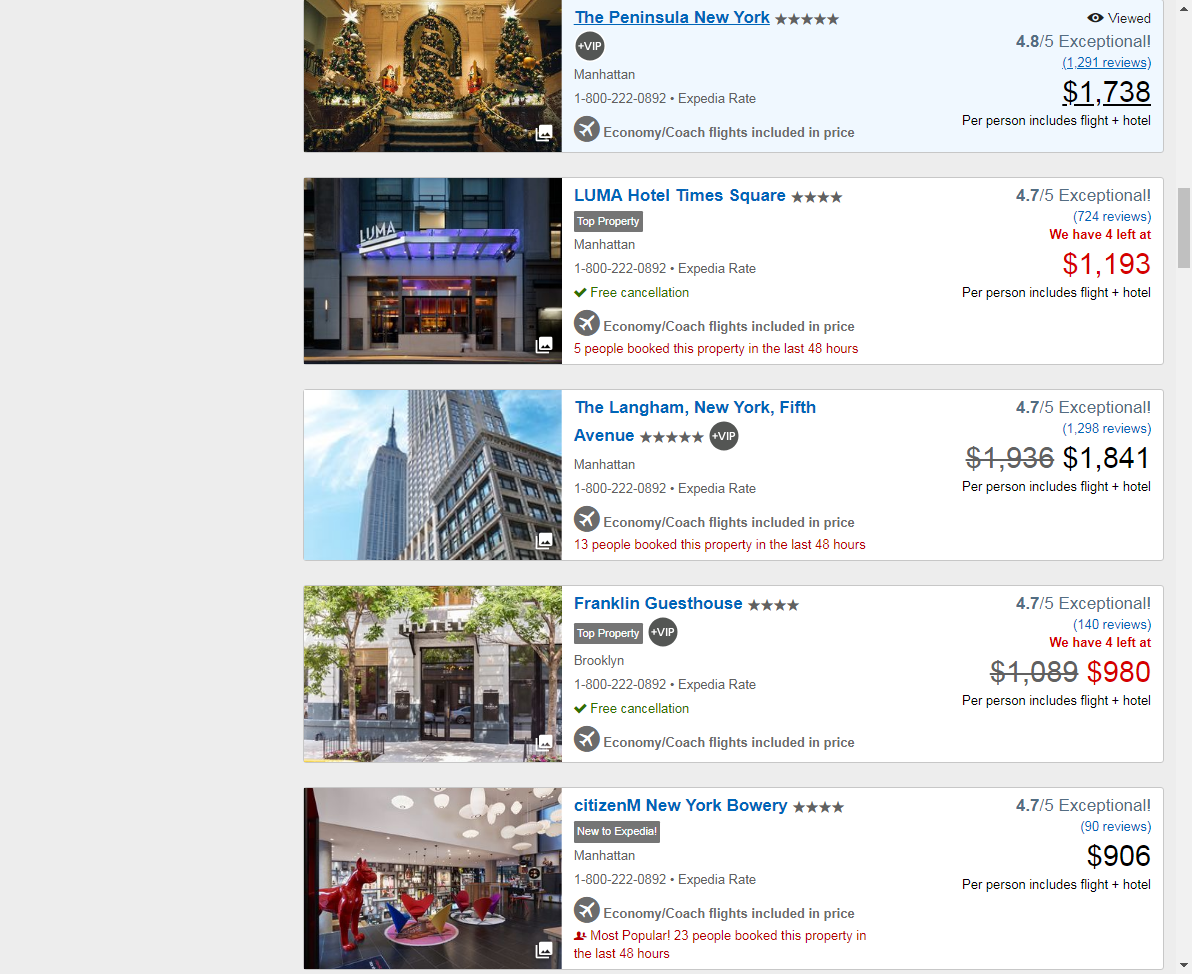 The Peninsula New York
Viewed
+VIP
4.8/5 Exceptional!
(1,291 reviews)
Manhattan
$1,738
1-800-222-0892 • Expedia Rate
Per person includes flight + hotel
Economy/Coach flights included in price
LUMA
LUMA Hotel Times Square
4.7/5 Exceptional!
Top Property
(724 reviews)
We have 4 left at
Manhattan
$1,193
1-800-222-0892 • Expedia Rate
Free cancellation
Per person includes flight + hotel
Economy/Coach flights included in price
5 people booked this property in the last 48 hours
The Langham, New York, Fifth
Avenue
+VIP
4.7/5 Exceptional!
(1,298 reviews)
Manhattan
$1,936 $1,841
1-800-222-0892 • Expedia Rate
Per person includes flight + hotel
Economy/Coach flights included in price
13 people booked this property in the last 48 hours
HOTEL
Franklin Guesthouse
4.7/5 Exceptional!
Top Property
+VIP
(140 reviews)
We have 4 left at
Brooklyn
$1,089 $980
1-800-222-0892 • Expedia Rate
Free cancellation
Per person includes flight + hotel
Economy/Coach flights included in price
citizenM New York Bowery
4.7/5 Exceptional!
New to Expedia!
(90 reviews)
Manhattan
$906
1-800-222-0892 • Expedia Rate
Per person includes flight + hotel
Economy/Coach flights included in price
Most Popular! 23 people booked this property in
the last 48 hours